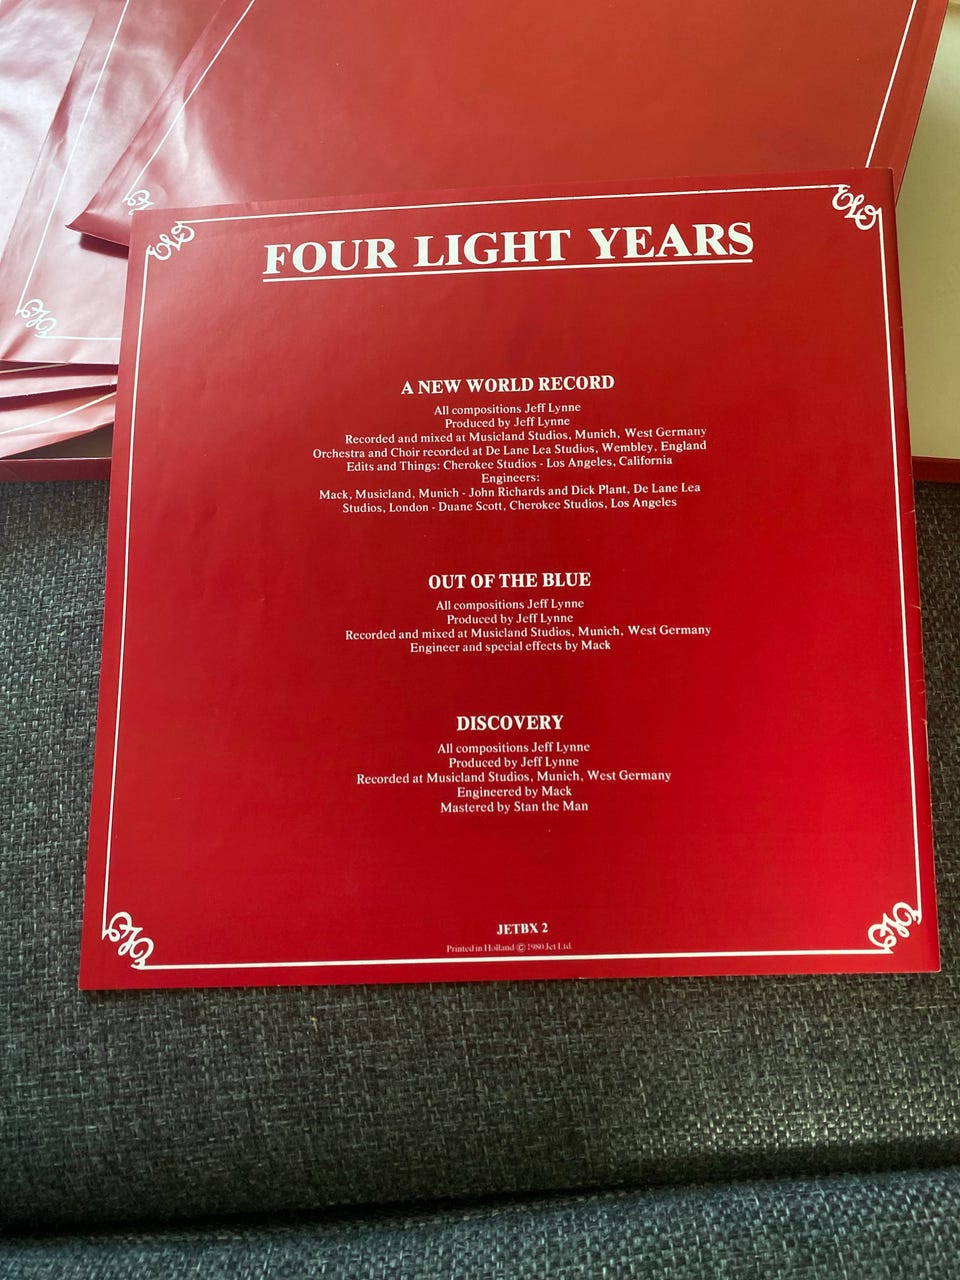 ELO
ELO
FOUR LIGHT YEARS
A NEW WORLD RECORD
All compositions Jeff Lynne
Produced by Jeff Lynne
Recorded and mixed at Musicland Studios, Munich, West Germany
Orchestra and Choir recorded at De Lane Lea Studios, Wembley, England
Edits and Things: Cherokee Studios - Los Angeles, California
Engineers:
Mack, Musicland, Munich - John Richards and Dick Plant, De Lane Lea
Studios, London - Duane Scott, Cherokee Studios, Los Angeles
OUT OF THE BLUE
All compositions Jeff Lynne
Produced by Jeff Lynne
Recorded and mixed at Musicland Studios, Munich, West Germany
Engineer and special effects by Mack
DISCOVERY
All compositions Jeff Lynne
Produced by Jeff Lynne
Recorded at Musicland Studios, Munich, West Germany
Engineered by Mack
Mastered by Stan the Man
JETBX 2
Printed in Holland © 1980 Jet Ltd.
ELO
ELO